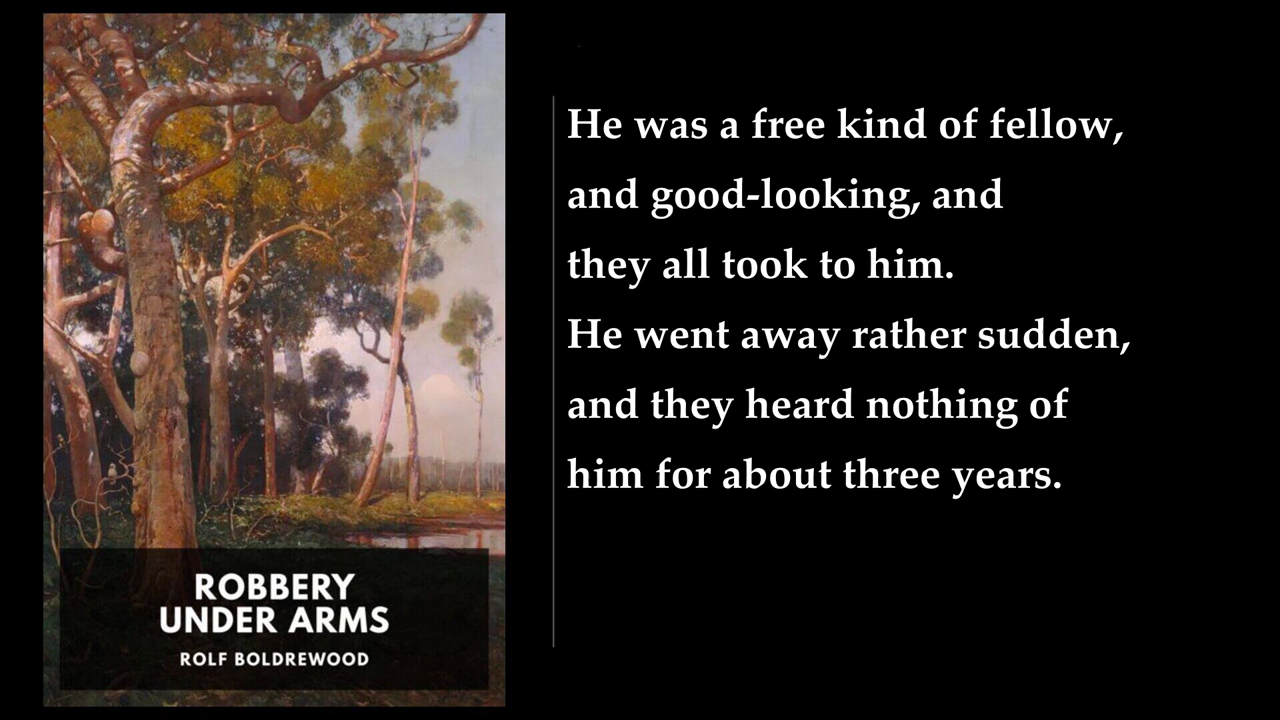 He was a free kind of fellow,
and good-looking, and
they all took to him.
He went away rather sudden,
and they heard nothing of
him for about three years.
ROBBERY
UNDER ARMS
ROLF BOLDREWOOD